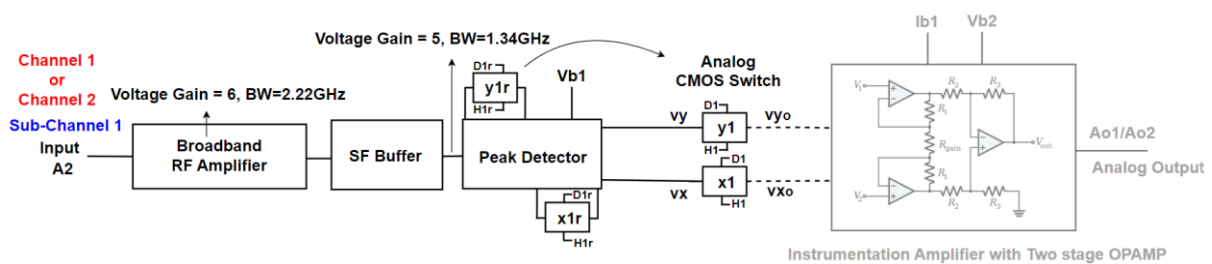 Ib1
Vb2
Voltage Gain = 5, BW=1.34GHz
Channel 1
or
Channel 2
Sub-Channel 1
Input
A2
Voltage Gain = 6, BW=2.22GHz
Broadband
RF Amplifier
SF Buffer
D1r
y1r
H1r
Vb1
Peak Detector
D1r
x1r
H1r
Analog
CMOS Switch
vy
D1
y1
H1
vyo
vx
D1
x1
H1
vxo
V1
R2
R3
R1
Rgain
R1
Vout
V2
R2
R3
Ao1/Ao2
Analog Output
Instrumentation Amplifier with Two stage OPAMP